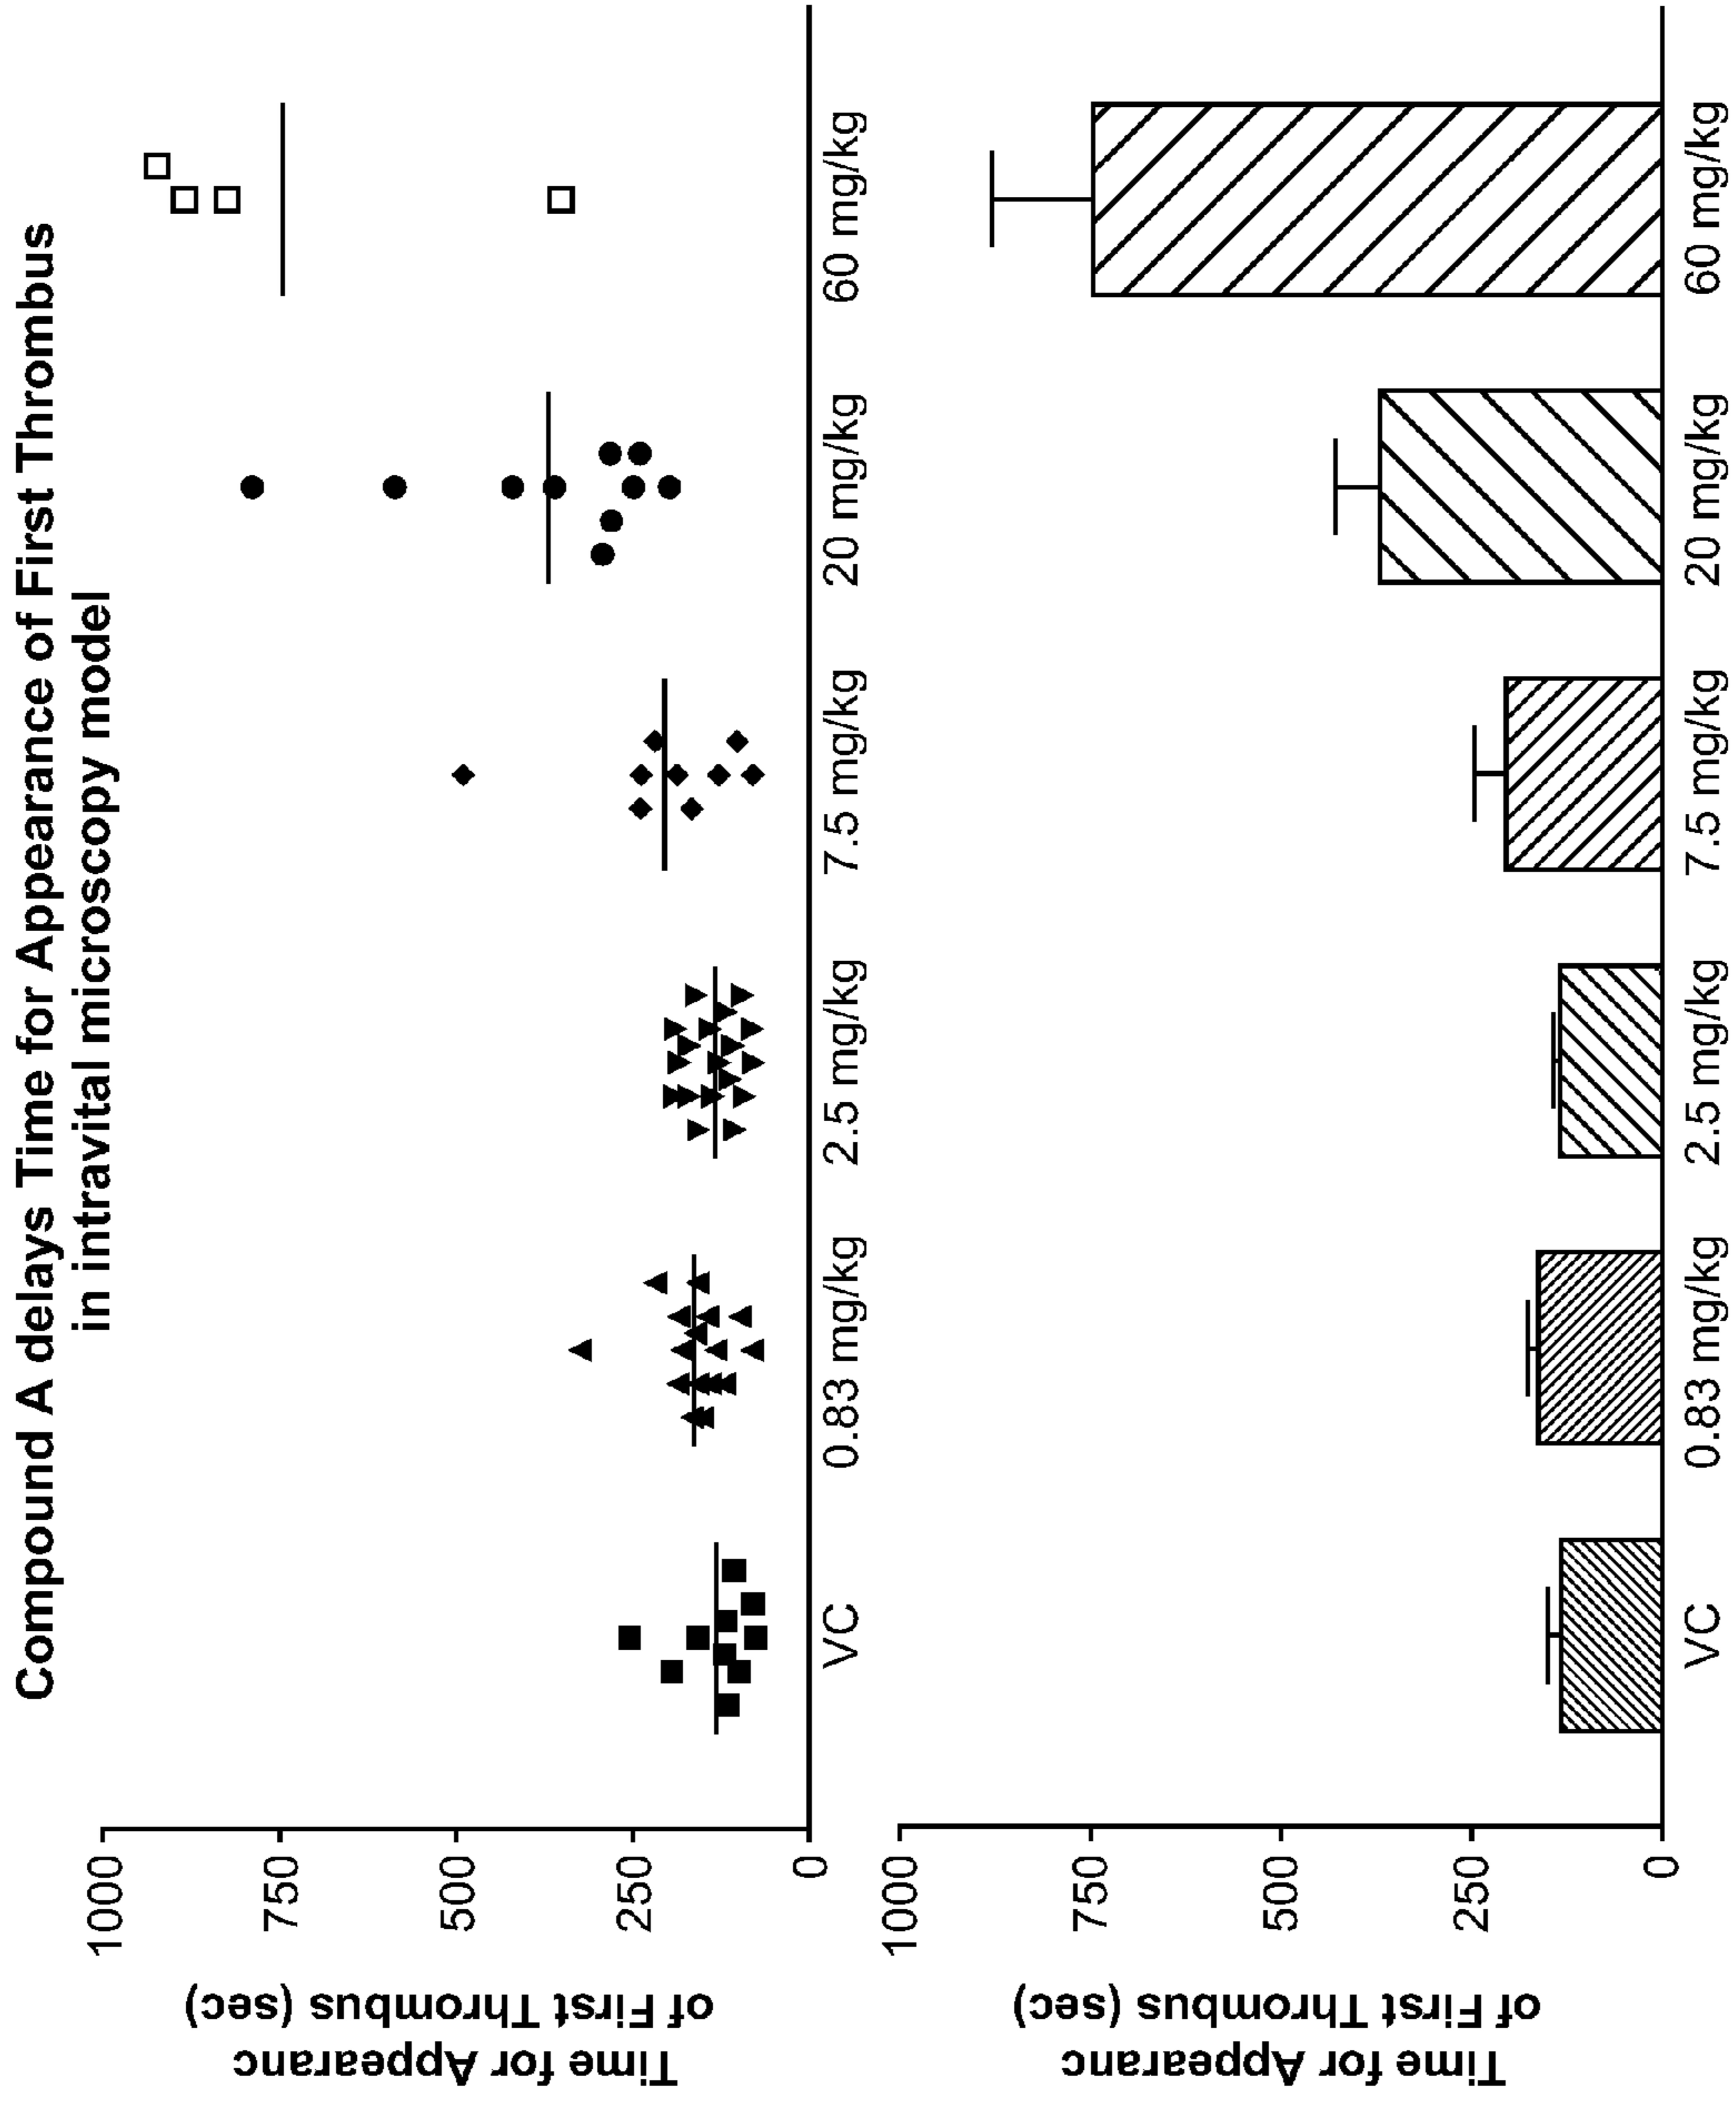 Compound A delays Time for Appearance of First Thrombus
in intravital microscopy model
Time for Appearanc
of First Thrombus (sec)
1000
750
500
250
0
VC
0.83 mg/kg
2.5 mg/kg
7.5 mg/kg
20 mg/kg
60 mg/kg
Time for Appearanc
of First Thrombus (sec)
1000
750
500
250
0
VC
0.83 mg/kg
2.5 mg/kg
7.5 mg/kg
20 mg/kg
60 mg/kg